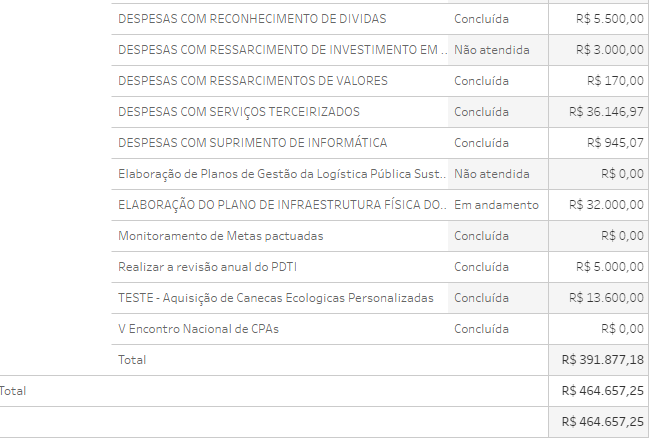 DESPESAS COM RECONHECIMENTO DE DIVIDAS Concluída R$ 5.500,00
DESPESAS COM RESSARCIMENTO DE INVESTIMENTO EM .. Não atendida R$ 3.000,00
DESPESAS COM RESSARCIMENTOS DE VALORES Concluída R$ 170,00
DESPESAS COM SERVIÇOS TERCEIRIZADOS Concluída R$ 36.146,97
DESPESAS COM SUPRIMENTO DE INFORMÁTICA Concluída R$ 945,07
Elaboração de Planos de Gestão da Logística Pública Sust.. Não atendida R$ 0,00
ELABORAÇÃO DO PLANO DE INFRAESTRUTURA FÍSICA DO.. Em andamento R$ 32.000,00
Monitoramento de Metas pactuadas Concluída R$ 0,00
Realizar a revisão anual do PDTI Concluída R$ 5.000,00
TESTE - Aquisição de Canecas Ecologicas Personalizadas Concluída R$ 13.600,00
V Encontro Nacional de CPAs Concluída R$ 0,00
Total R$ 391.877,18
Total R$ 464.657,25
R$ 464.657,25